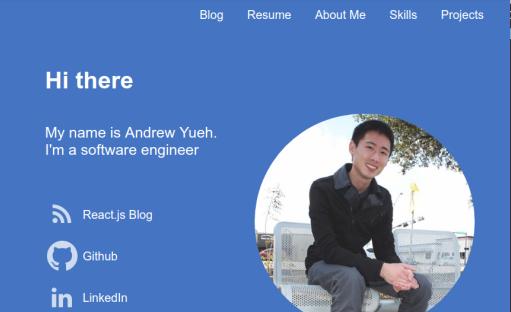 Blog Resume About Me Skills Projects
Hi there
My name is Andrew Yueh.
I'm a software engineer
React.js Blog
Github
LinkedIn